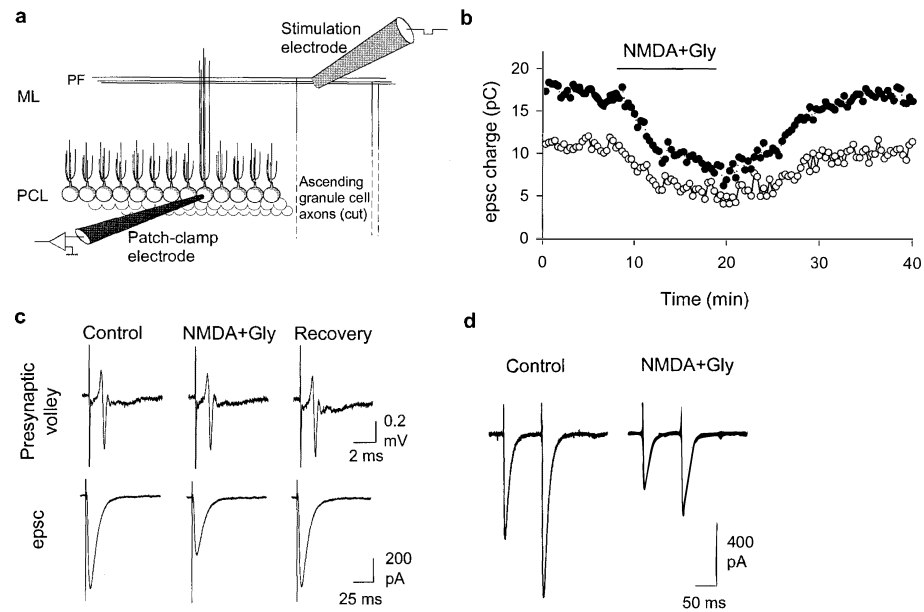 a
Stimulation
electrode
PF
ML
PCL
Ascending
granule cell
axons (cut)
Patch-clamp
electrode
b
NMDA+Gly
epsc charge (pC)
20
15
10
5
0
0 10 20 30 40
Time (min)
c
Control NMDA+Gly Recovery
Presynaptic
volley
0.2
mV
2 ms
epsc
200
pA
25 ms
d
Control NMDA+Gly
400
pA
50 ms